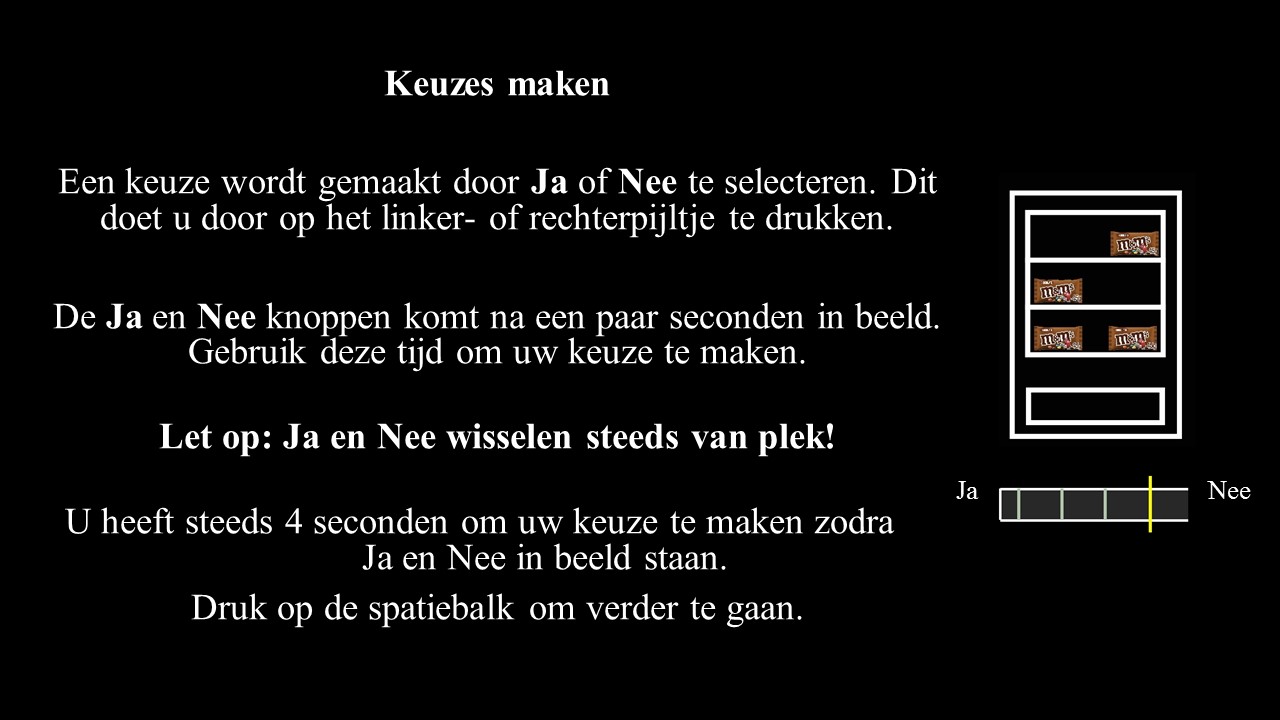 Keuzes maken
Een keuze wordt gemaakt door Ja of Nee te selecteren. Dit
doet u door op het linker- of rechterpijltje te drukken.
De Ja en Nee knoppen komt na een paar seconden in beeld.
Gebruik deze tijd om uw keuze te maken.
Let op: Ja en Nee wisselen steeds van plek!
U heeft steeds 4 seconden om uw keuze te maken zodra
Ja en Nee in beeld staan.
Druk op de spatiebalk om verder te gaan.
m&m's
m&m's
m&m's m&m's
Ja Nee